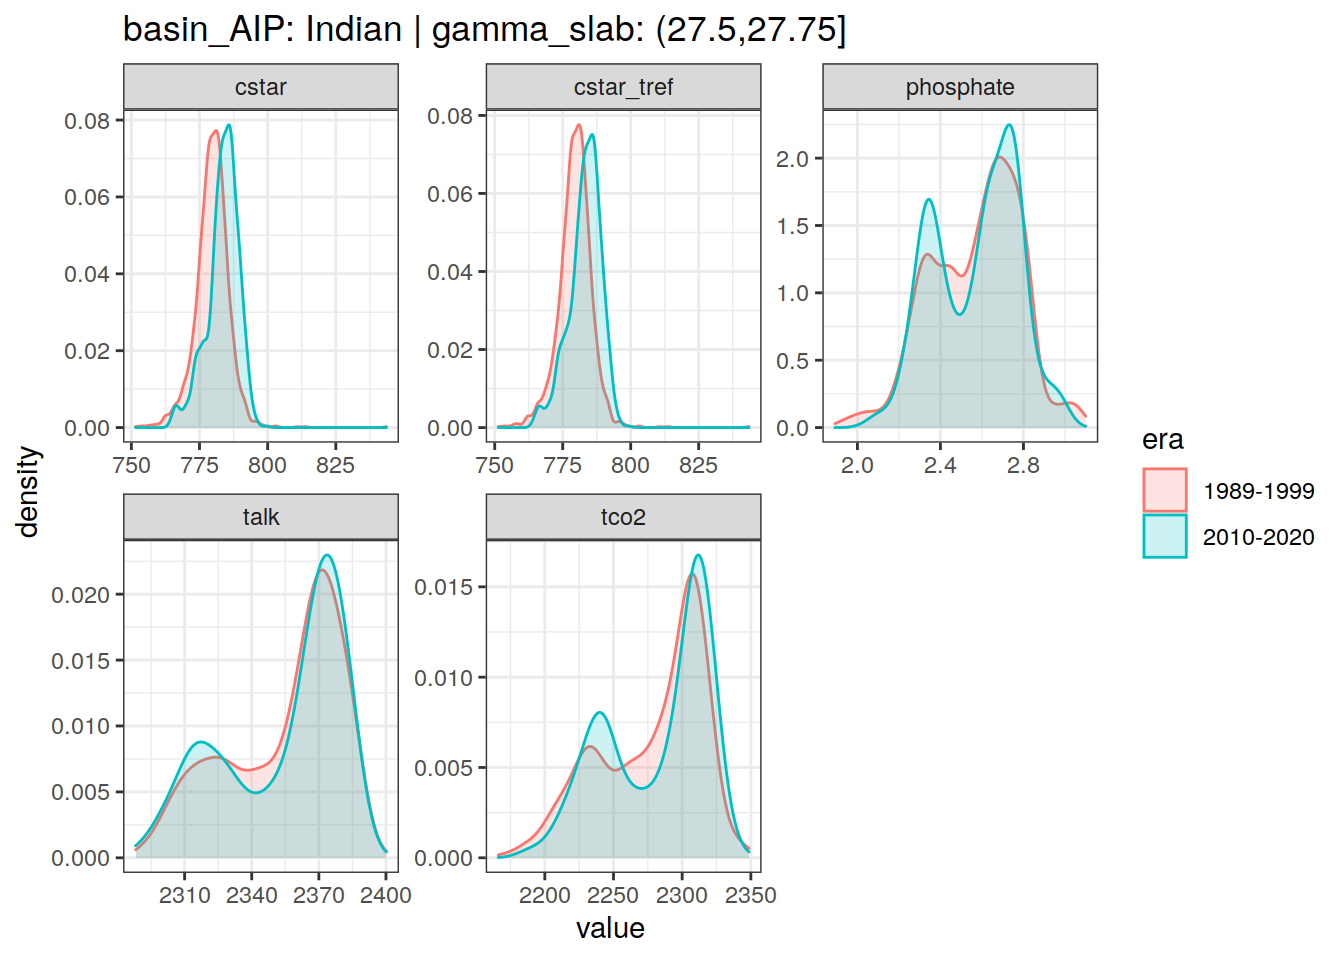 basin_AIP: Indian | gamma_slab: (27.5,27.75]
cstar
cstar_tref
phosphate
0.08
0.06
0.04
0.02
0.00
750 775 800 825
0.08
0.06
0.04
0.02
0.00
750 775 800 825
2.0
1.5
1.0
0.5
0.0
2.0 2.4 2.8
density
talk
tco2
0.020
0.015
0.010
0.005
0.000
2310 2340 2370 2400
0.015
0.010
0.005
0.000
2200 2250 2300 2350
value
era
1989-1999
2010-2020